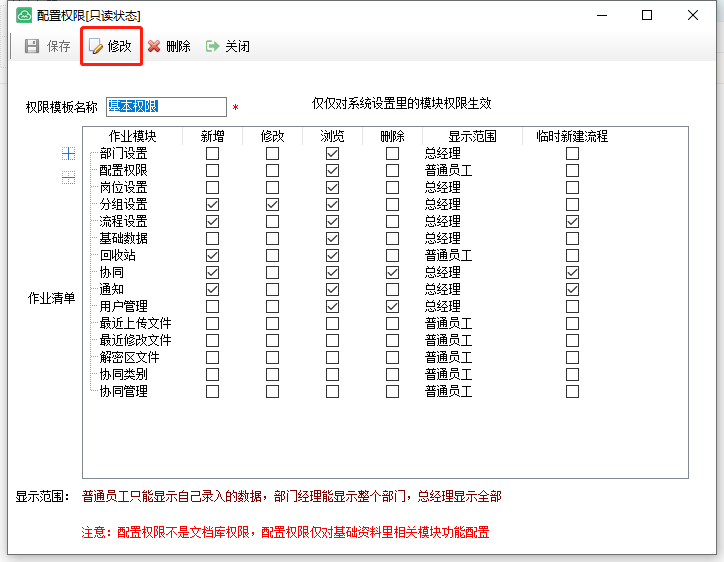 配置权限[只读状态]
保存 修改 删除 关闭
权限模板名称 基本权限 * 仅仅对系统设置里的模块权限生效
作业模块 新增 修改 浏览 删除 显示范围 临时新建流程
部门设置 总经理
配置权限 普通员工
岗位设置 总经理
分组设置 总经理
流程设置 总经理
基础数据 总经理
回收站 普通员工
协同 总经理
作业清单
通知 总经理
用户管理 总经理
最近上传文件 普通员工
最近修改文件 普通员工
解密区文件 普通员工
协同类别 普通员工
协同管理 普通员工
显示范围： 普通员工只能显示自己录入的数据，部门经理能显示整个部门，总经理显示全部
注意：配置权限不是文档库权限，配置权限仅对基础资料里相关模块功能配置